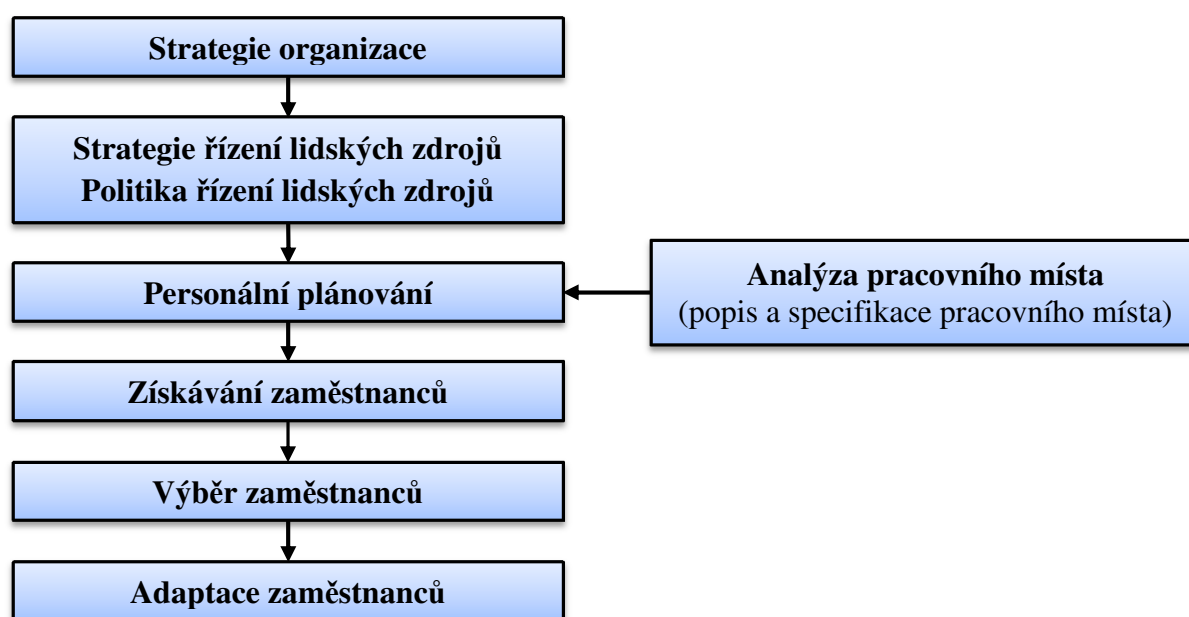 Strategie organizace
Strategie řízení lidských zdrojů
Politika řízení lidských zdrojů
Personální plánování
Analýza pracovního místa
(popis a specifikace pracovního místa)
Získávání zaměstnanců
Výběr zaměstnanců
Adaptace zaměstnanců